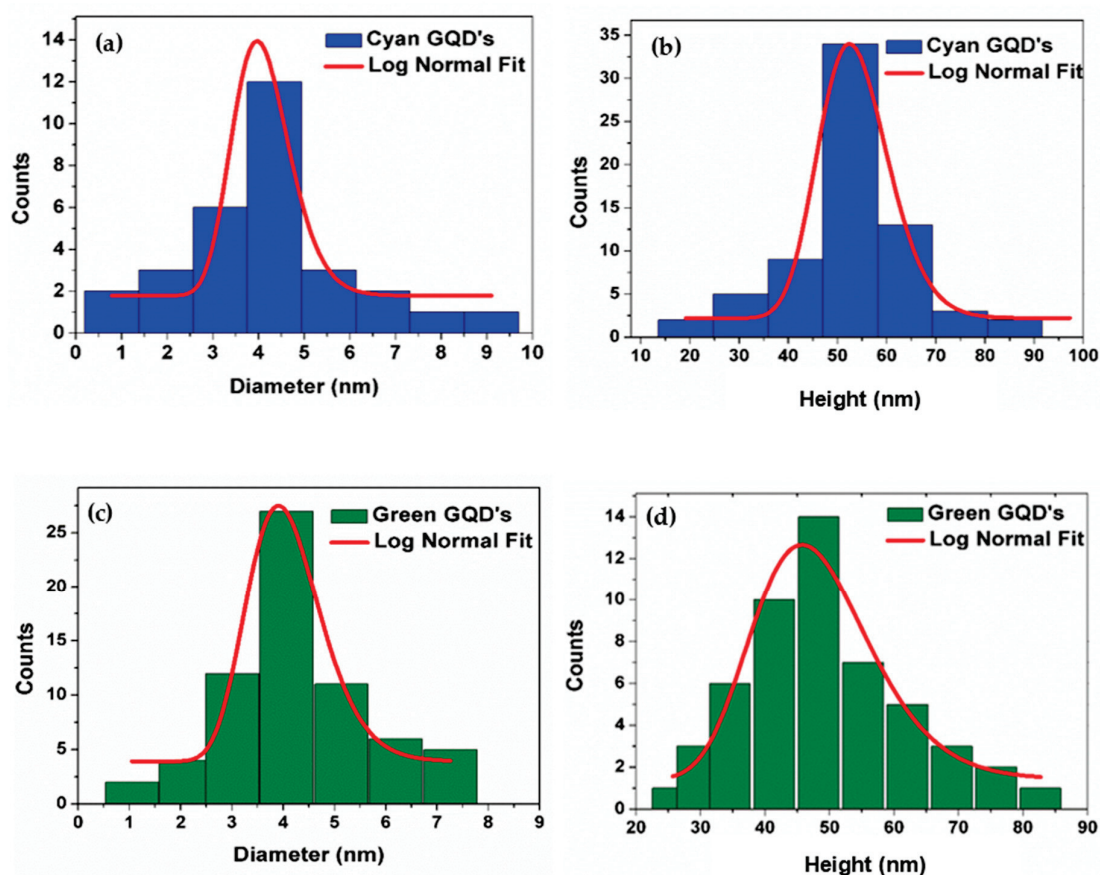 (a)
Cyan GQD's
Log Normal Fit
Counts
14
12
10
8
6
4
2
0
0 1 2 3 4 5 6 7 8 9 10
Diameter (nm)
(b)
Cyan GQD's
Log Normal Fit
Counts
35
30
25
20
15
10
5
0
10 20 30 40 50 60 70 80 90 100
Height (nm)
(c)
Green GQD's
Log Normal Fit
Counts
25
20
15
10
5
0
0 1 2 3 4 5 6 7 8 9
Diameter (nm)
(d)
Green GQD's
Log Normal Fit
Counts
14
12
10
8
6
4
2
0
20 30 40 50 60 70 80 90
Height (nm)